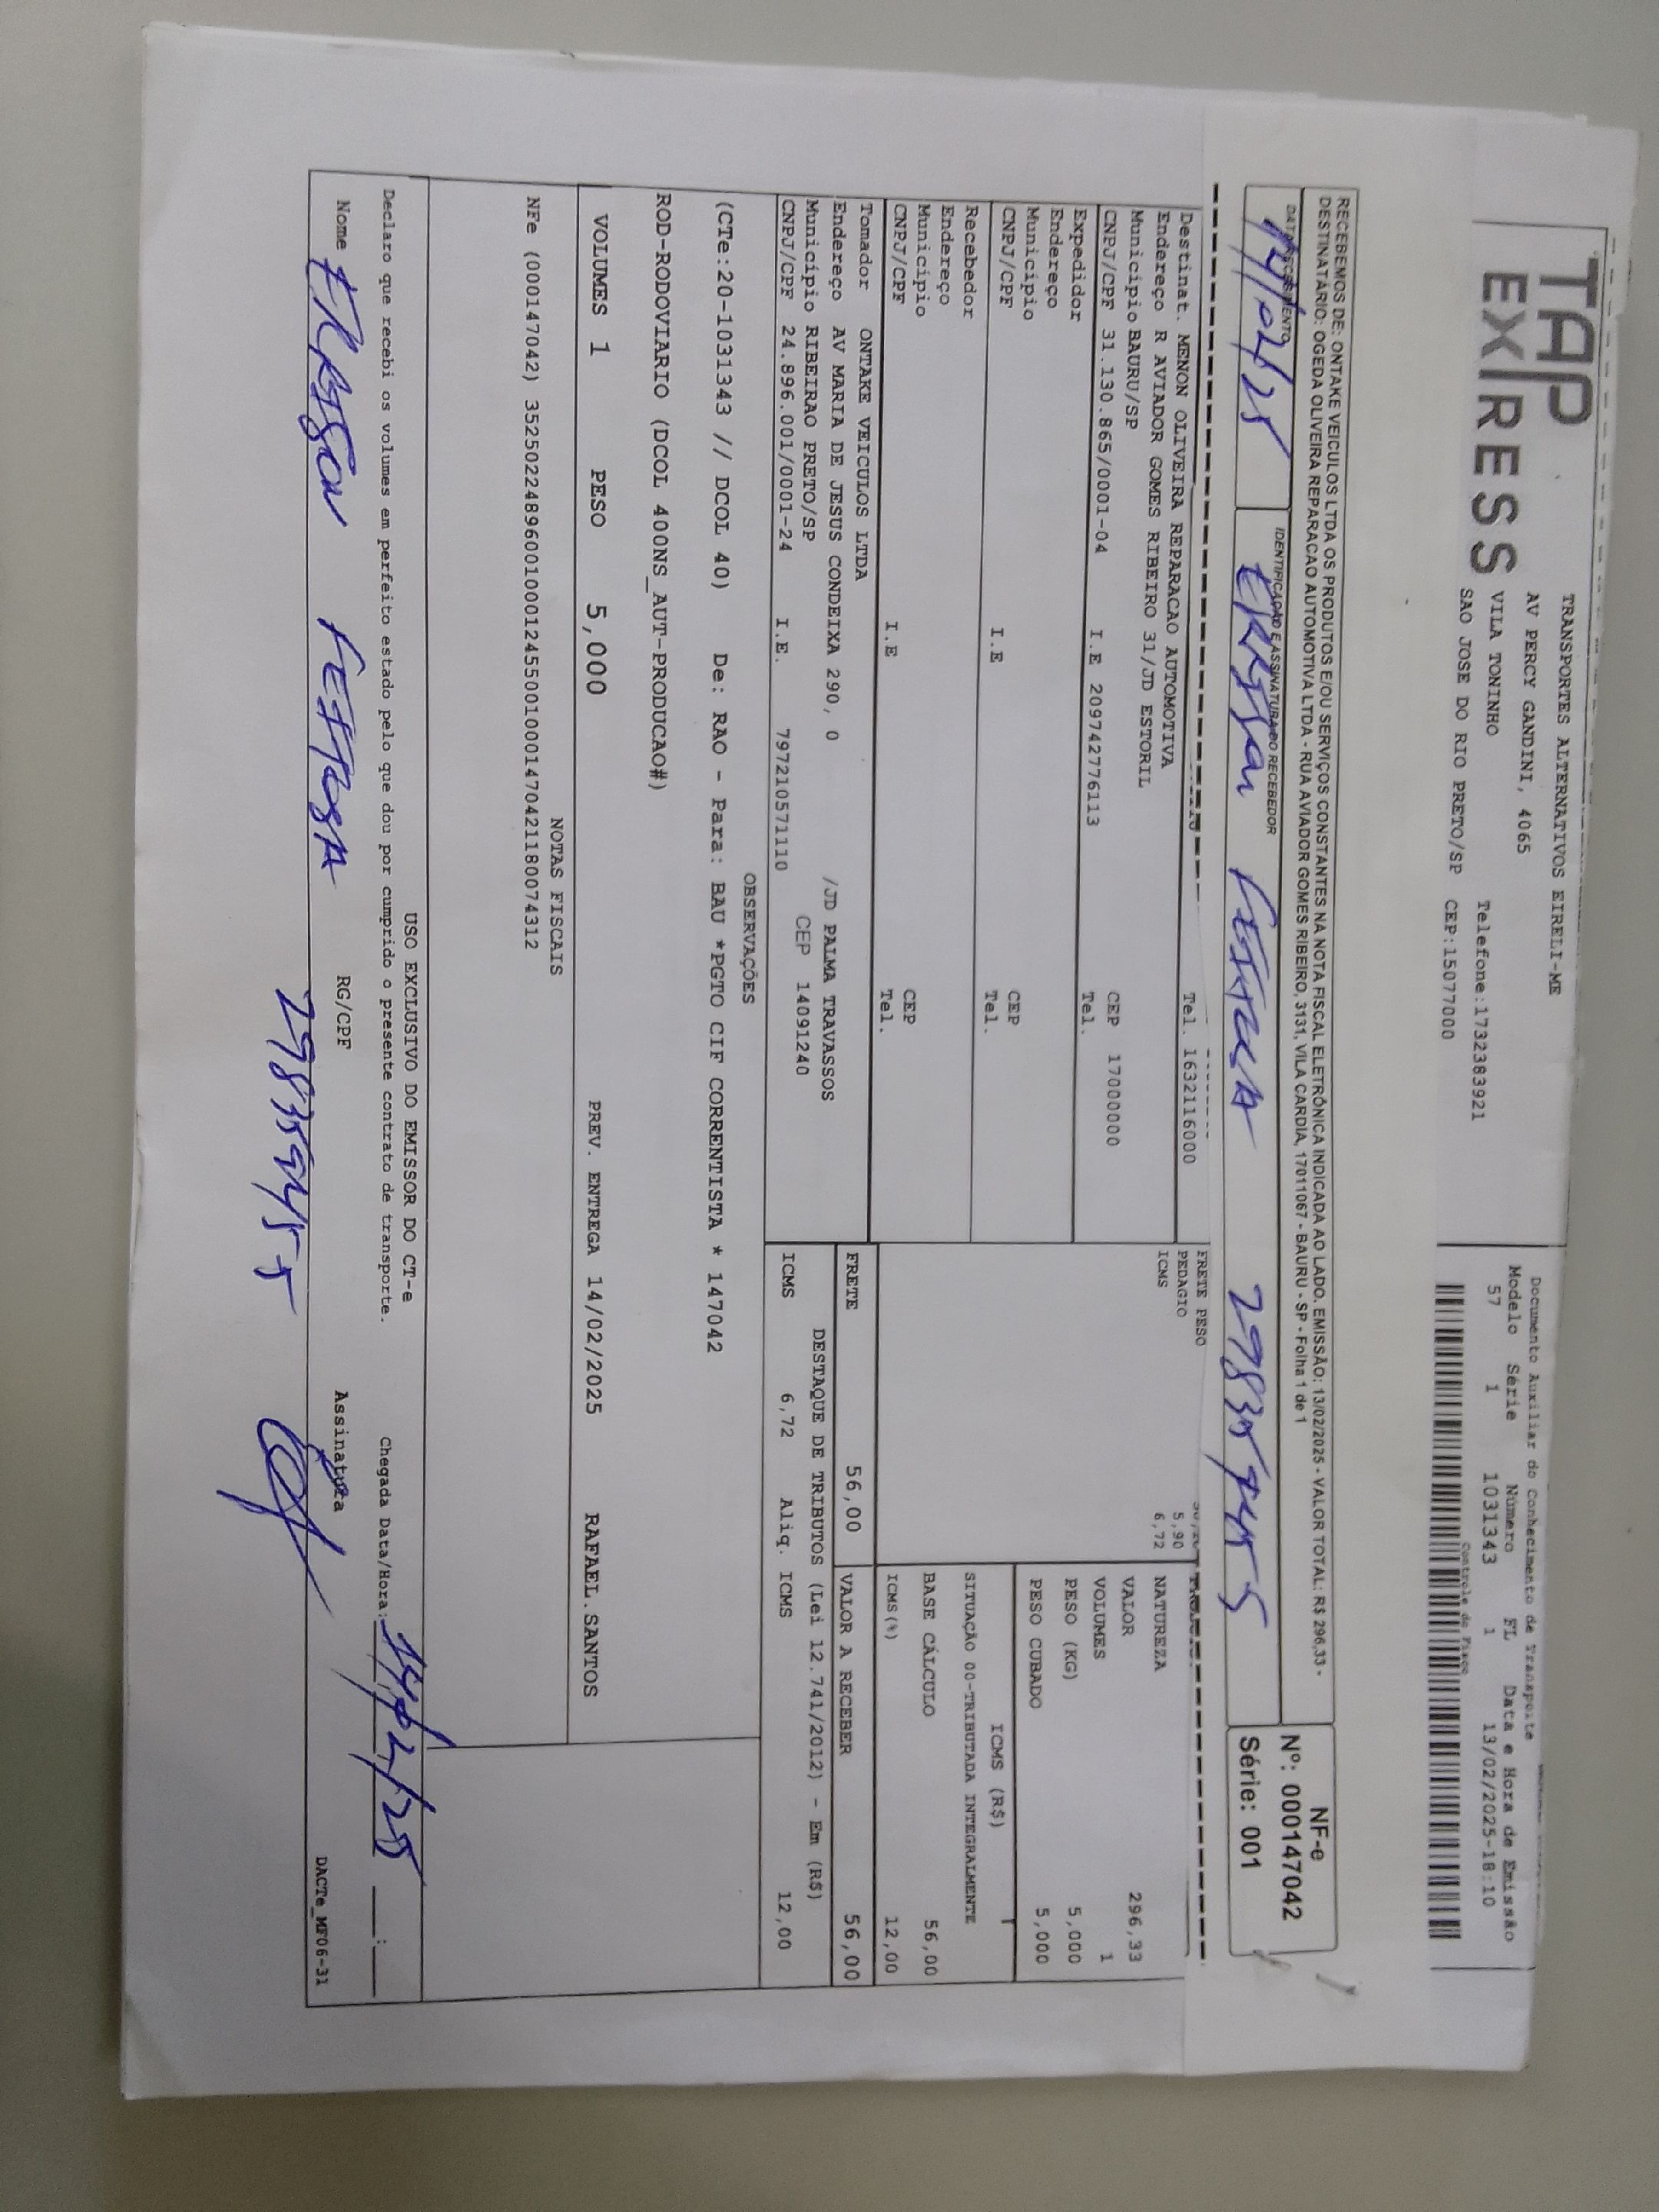 TAP
EXPRESS
TRANSPORTES ALTERNATIVOS EIRELI-ME
AV PERCY GANDINI, 4065
VILA TONINHO Telefone:1732383921
SAO JOSE DO RIO PRETO/SP CEP:15077000
Documento Auxiliar do Conhecimento de Transporte
Modelo Série Número FL Data e Hora de Emissão
57 1 1031343 1 13/02/2025-18:10
Controle do Fisco
RECEBEMOS DE: ONTAKE VEICULOS LTDA OS PRODUTOS E/OU SERVIÇOS CONSTANTES NA NOTA FISCAL ELETRÔNICA INDICADA AO LADO. EMISSÃO: 13/02/2025 - VALOR TOTAL: R$ 296,33 -
DESTINATÁRIO: OGEDA OLIVEIRA REPARACAO AUTOMOTIVA LTDA - RUA AVIADOR GOMES RIBEIRO, 3131, VILA CARDIA, 17011067 - BAURU - SP - Folha 1 de 1
DATA RECEBIMENTO
IDENTIFICAÇÃO E ASSINATURA DO RECEBEDOR
14/02/25
NF-e
Nº: 000147042
Série: 001
Destinat. MENON OLIVEIRA REPARACAO AUTOMOTIVA Tel. 1632116000
Endereço R AVIADOR GOMES RIBEIRO 31/JD ESTORIL
Municipio BAURU/SP CEP 17000000
CNPJ/CPF 31.130.865/0001-04 I.E 209742776113 Tel.
Expedidor
Endereço
Município CEP
CNPJ/CPF I.E Tel.
Recebedor
Endereço
Município CEP
CNPJ/CPF I.E Tel.
Tomador ONTAKE VEICULOS LTDA
Endereço AV MARIA DE JESUS CONDEIXA 290, 0 /JD PALMA TRAVASSOS
Município RIBEIRAO PRETO/SP CEP 14091240
CNPJ/CPF 24.896.001/0001-24 I.E. 797210571110
FRETE PESO
PEDAGIO 5,90
ICMS 6,72
NATUREZA
VALOR 296,33
VOLUMES 1
PESO (KG) 5,000
PESO CUBADO 5,000
ICMS (R$)
SITUAÇÃO 00-TRIBUTADA INTEGRALMENTE
BASE CÁLCULO 56,00
ICMS(%) 12,00
FRETE 56,00 VALOR A RECEBER 56,00
DESTAQUE DE TRIBUTOS (Lei 12.741/2012) - Em (R$)
ICMS 6,72 Aliq. ICMS 12,00
OBSERVAÇÕES
(CTe:20-1031343 // DCOL 40) De: RAO - Para: BAU *PGTO CIF CORRENTISTA * 147042
ROD-RODOVIARIO (DCOL 400NS_AUT-PRODUCAO#)
VOLUMES 1 PESO 5,000 PREV. ENTREGA 14/02/2025 RAFAEL.SANTOS
NOTAS FISCAIS
NFe (000147042) 35250224896001000124550010001470421180074312
USO EXCLUSIVO DO EMISSOR DO CT-e
Declaro que recebi os volumes em perfeito estado pelo que dou por cumprido o presente contrato de transporte. Chegada Data/Hora: 14/02/25 __:__
Nome RG/CPF Assinatura
DACTe_MF06-31